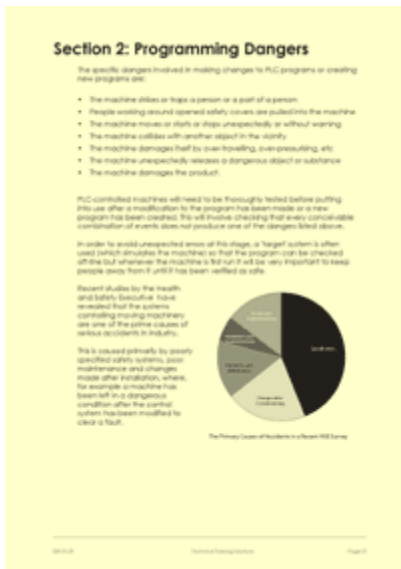 Section 2: Programming Dangers
The specific dangers involved in making changes to PLC programs or creating
new programs are:
• The machine strikes or traps a person or a part of a person
• People working around opened safety covers are pulled into the machine
• The machine moves or starts or stops unexpectedly or without warning
• The machine collides with another object in the vicinity
• The machine damages itself by over-travelling, over-pressurising, etc
• The machine unexpectedly releases a dangerous object or substance
• The machine damages the product.
PLC-controlled machines will need to be thoroughly tested before putting
into use after a modification to the program has been made or a new
program has been created. This will involve checking that every conceivable
combination of events does not produce one of the dangers listed above.
In order to avoid unexpected errors at this stage, a 'target' system is often
used (which simulates the machine) so that the program can be checked
off-line but whenever the machine is first run it will be very important to keep
people away from it until it has been verified as safe.
Recent studies by the Health
and Safety Executive have
revealed that the systems
controlling moving machinery
are one of the prime causes of
serious accidents in industry.
This is caused primarily by poorly
specified safety systems, poor
maintenance and changes
made after installation, where,
for example a machine has
been left in a dangerous
condition after the control
system has been modified to
clear a fault.
Specification
Changes after
Commissioning
The Primary Causes of Accidents in a Recent HSE Survey
Technical Training Solutions